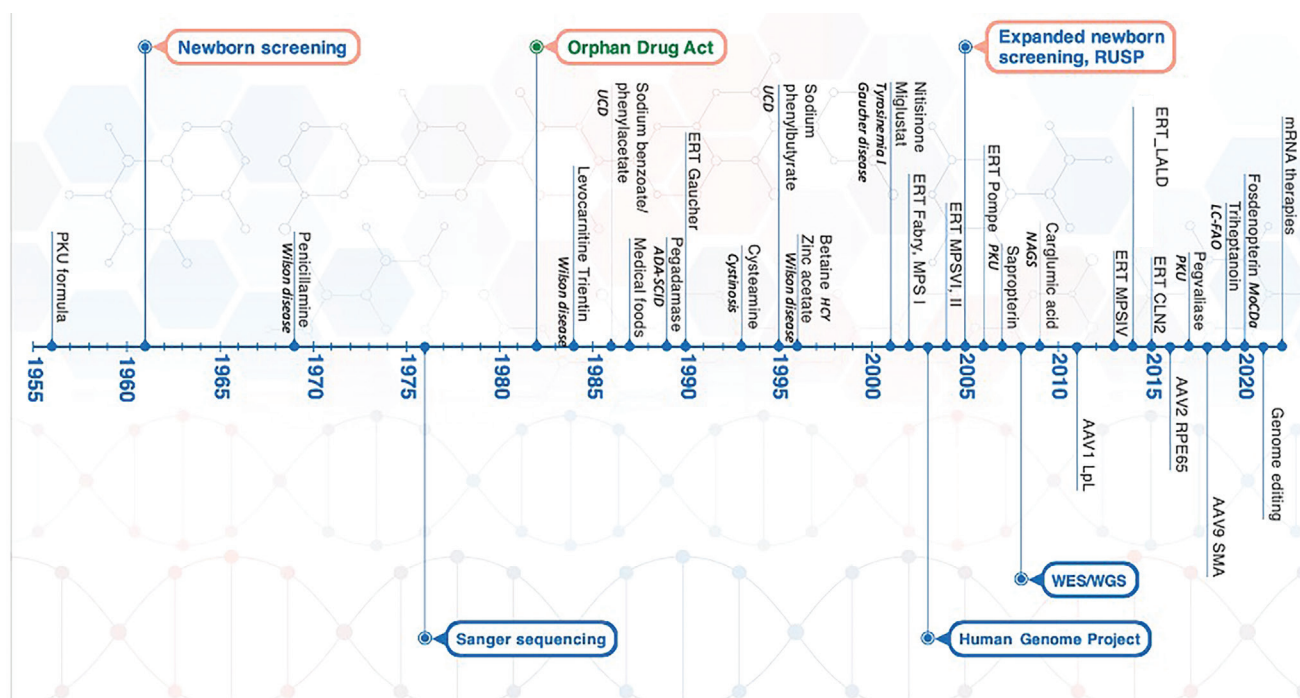 Newborn screening
Orphan Drug Act
Expanded newborn
screening, RUSP
PKU formula
Penicillamine
Wilson disease
Levocarnitine Trientin
Wilson disease
Sodium benzoate/
phenylacetate
UCD
Medical foods
Pegadamase
ADA-SCID
ERT Gaucher
Cysteamine
Cystinosis
Sodium
phenylbutyrate
UCD
Betaine HCY
Zinc acetate
Wilson disease
Nitisinone
Miglustat
Tyrosinemia I
Gaucher disease
ERT Fabry, MPS I
ERT MPSVI, II
ERT Pompe
Sapropterin
PKU
Carglumic acid
NAGS
ERT MPSIV
ERT_LALD
ERT CLN2
Pegvaliase
PKU
Triheptanoin
LC-FAO
Fosdenopterin MoCDa
mRNA therapies
1955
1960
1965
1970
1975
1980
1985
1990
1995
2000
2005
2010
2015
2020
AAV1 LpL
AAV2 RPE65
AAV9 SMA
Genome editing
WES/WGS
Sanger sequencing
Human Genome Project